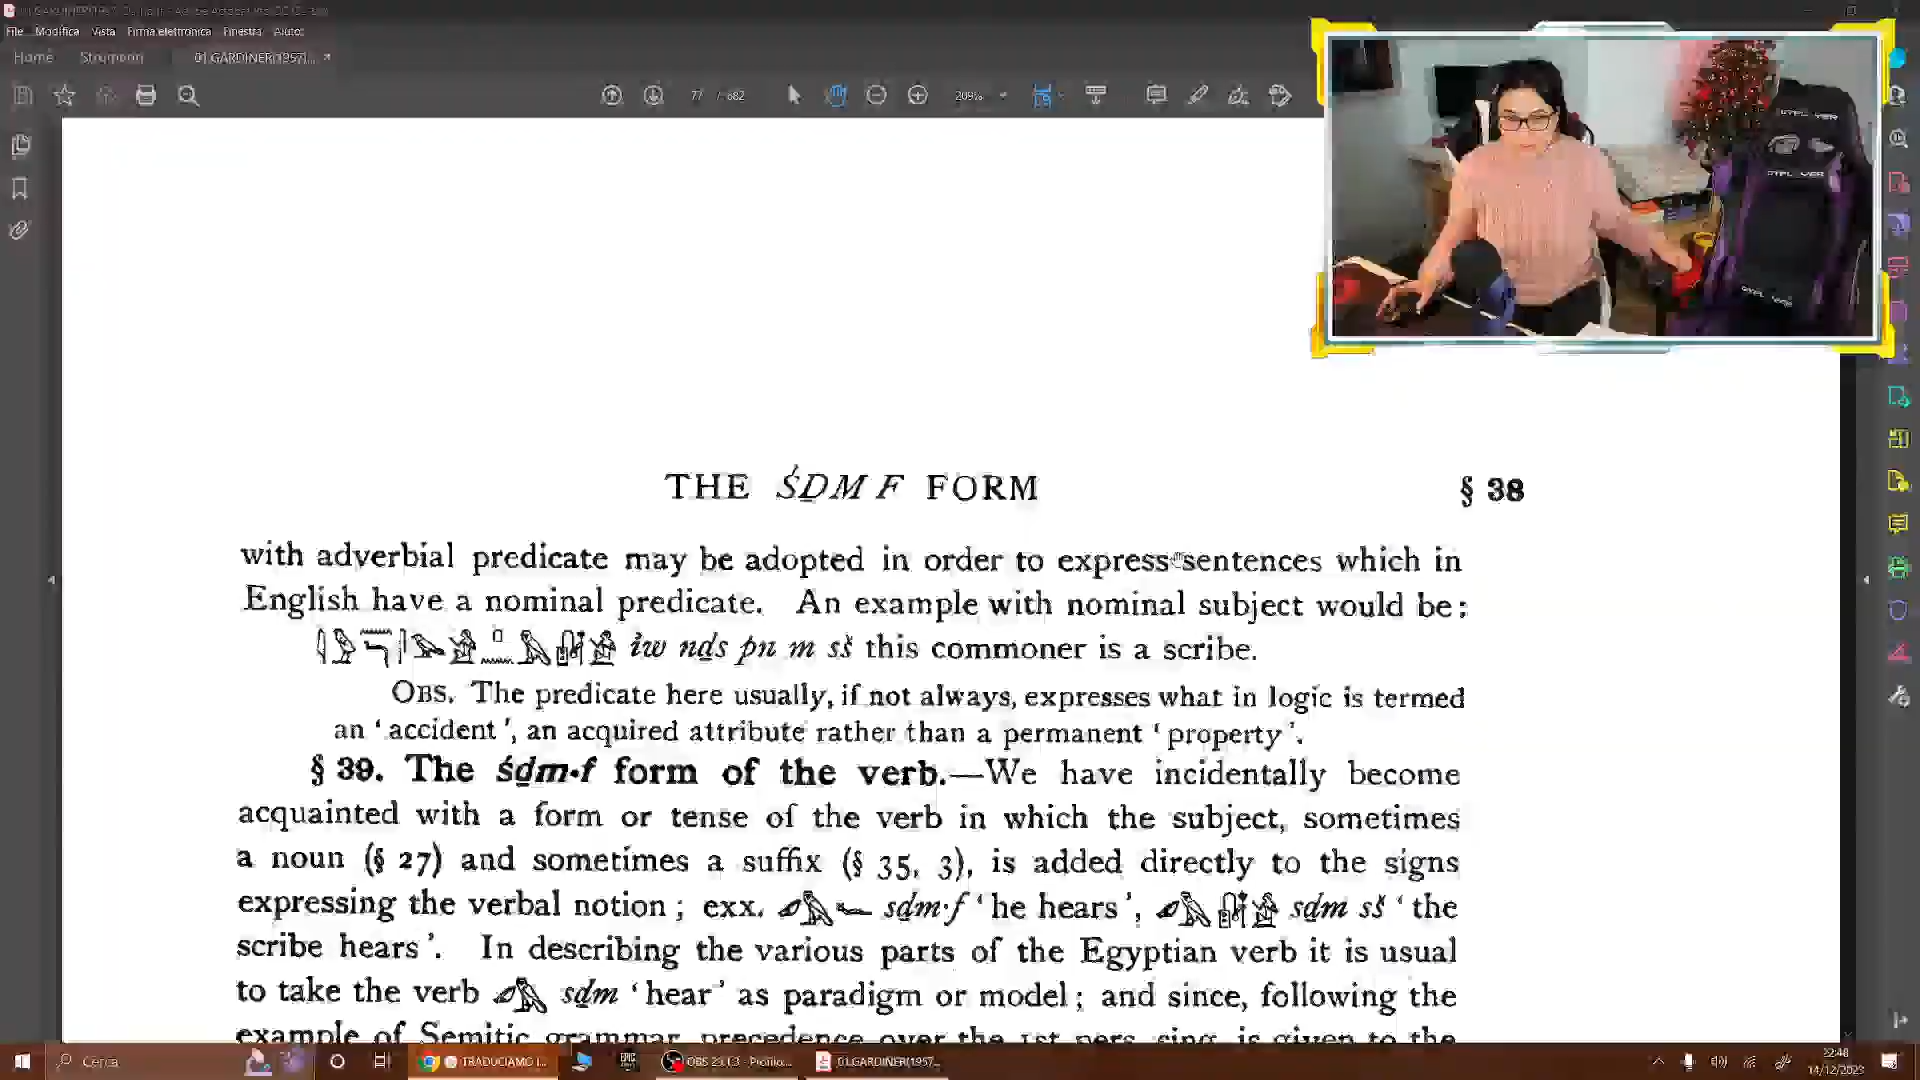 File Modifica Vista Firma elettronica Finestra Aiuto
Home Strumenti 01.GARDINER(1957)... ×
77 / 682 209%
THE ŚḎM F FORM § 38
with adverbial predicate may be adopted in order to express sentences which in
English have a nominal predicate. An example with nominal subject would be:
iw nḏs pn m sš this commoner is a scribe.
OBS. The predicate here usually, if not always, expresses what in logic is termed
an ‘accident’, an acquired attribute rather than a permanent ‘property’.
§ 39. The śḏm·f form of the verb.—We have incidentally become
acquainted with a form or tense of the verb in which the subject, sometimes
a noun (§ 27) and sometimes a suffix (§ 35, 3), is added directly to the signs
expressing the verbal notion; exx. sḏm·f ‘he hears’, sḏm sš ‘the
scribe hears’. In describing the various parts of the Egyptian verb it is usual
to take the verb sḏm ‘hear’ as paradigm or model; and since, following the
example of Semitic grammar precedence over the 1st pers. sing. is given to the
Cerca TRADUCIAMO I... OBS 29.1.3 - Profilo... 01.GARDINER(1957...
22:48
14/12/2023